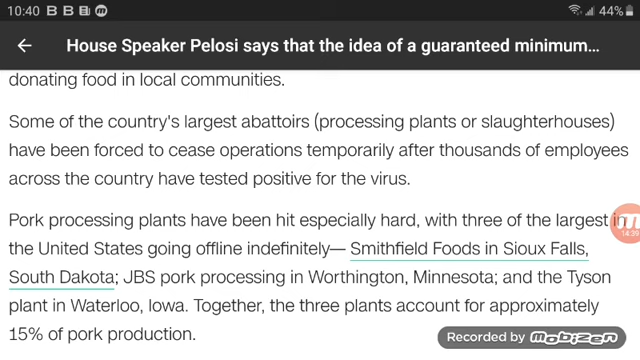 10:40 B B 44%
House Speaker Pelosi says that the idea of a guaranteed minimum...
donating food in local communities.
Some of the country's largest abattoirs (processing plants or slaughterhouses)
have been forced to cease operations temporarily after thousands of employees
across the country have tested positive for the virus.
Pork processing plants have been hit especially hard, with three of the largest in
14:39
the United States going offline indefinitely— Smithfield Foods in Sioux Falls,
South Dakota; JBS pork processing in Worthington, Minnesota; and the Tyson
plant in Waterloo, Iowa. Together, the three plants account for approximately
15% of pork production.
Recorded by mobizen